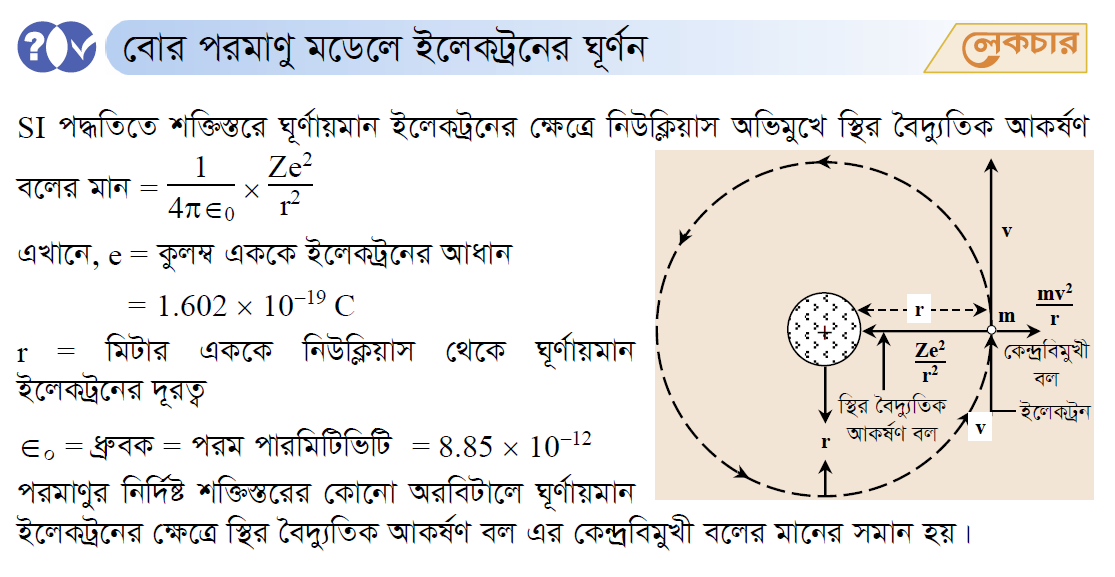 বোর পরমাণু মডেলে ইলেকট্রনের ঘূর্ণন
লেকচার
SI পদ্ধতিতে শক্তিস্তরে ঘূর্ণায়মান ইলেকট্রনের ক্ষেত্রে নিউক্লিয়াস অভিমুখে স্থির বৈদ্যুতিক আকর্ষণ
বলের মান = 1/4π∈₀ × Ze²/r²
এখানে, e = কুলম্ব এককে ইলেকট্রনের আধান
= 1.602 × 10⁻¹⁹ C
r = মিটার এককে নিউক্লিয়াস থেকে ঘূর্ণায়মান
ইলেকট্রনের দূরত্ব
∈₀ = ধ্রুবক = পরম পারমিটিভিটি = 8.85 × 10⁻¹²
পরমাণুর নির্দিষ্ট শক্তিস্তরের কোনো অরবিটালে ঘূর্ণায়মান
ইলেকট্রনের ক্ষেত্রে স্থির বৈদ্যুতিক আকর্ষণ বল এর কেন্দ্রবিমুখী বলের মানের সমান হয়।
v
r
m
mv²/r
+
Ze²/r²
কেন্দ্রবিমুখী
বল
স্থির বৈদ্যুতিক
আকর্ষণ বল
ইলেকট্রন
v
r